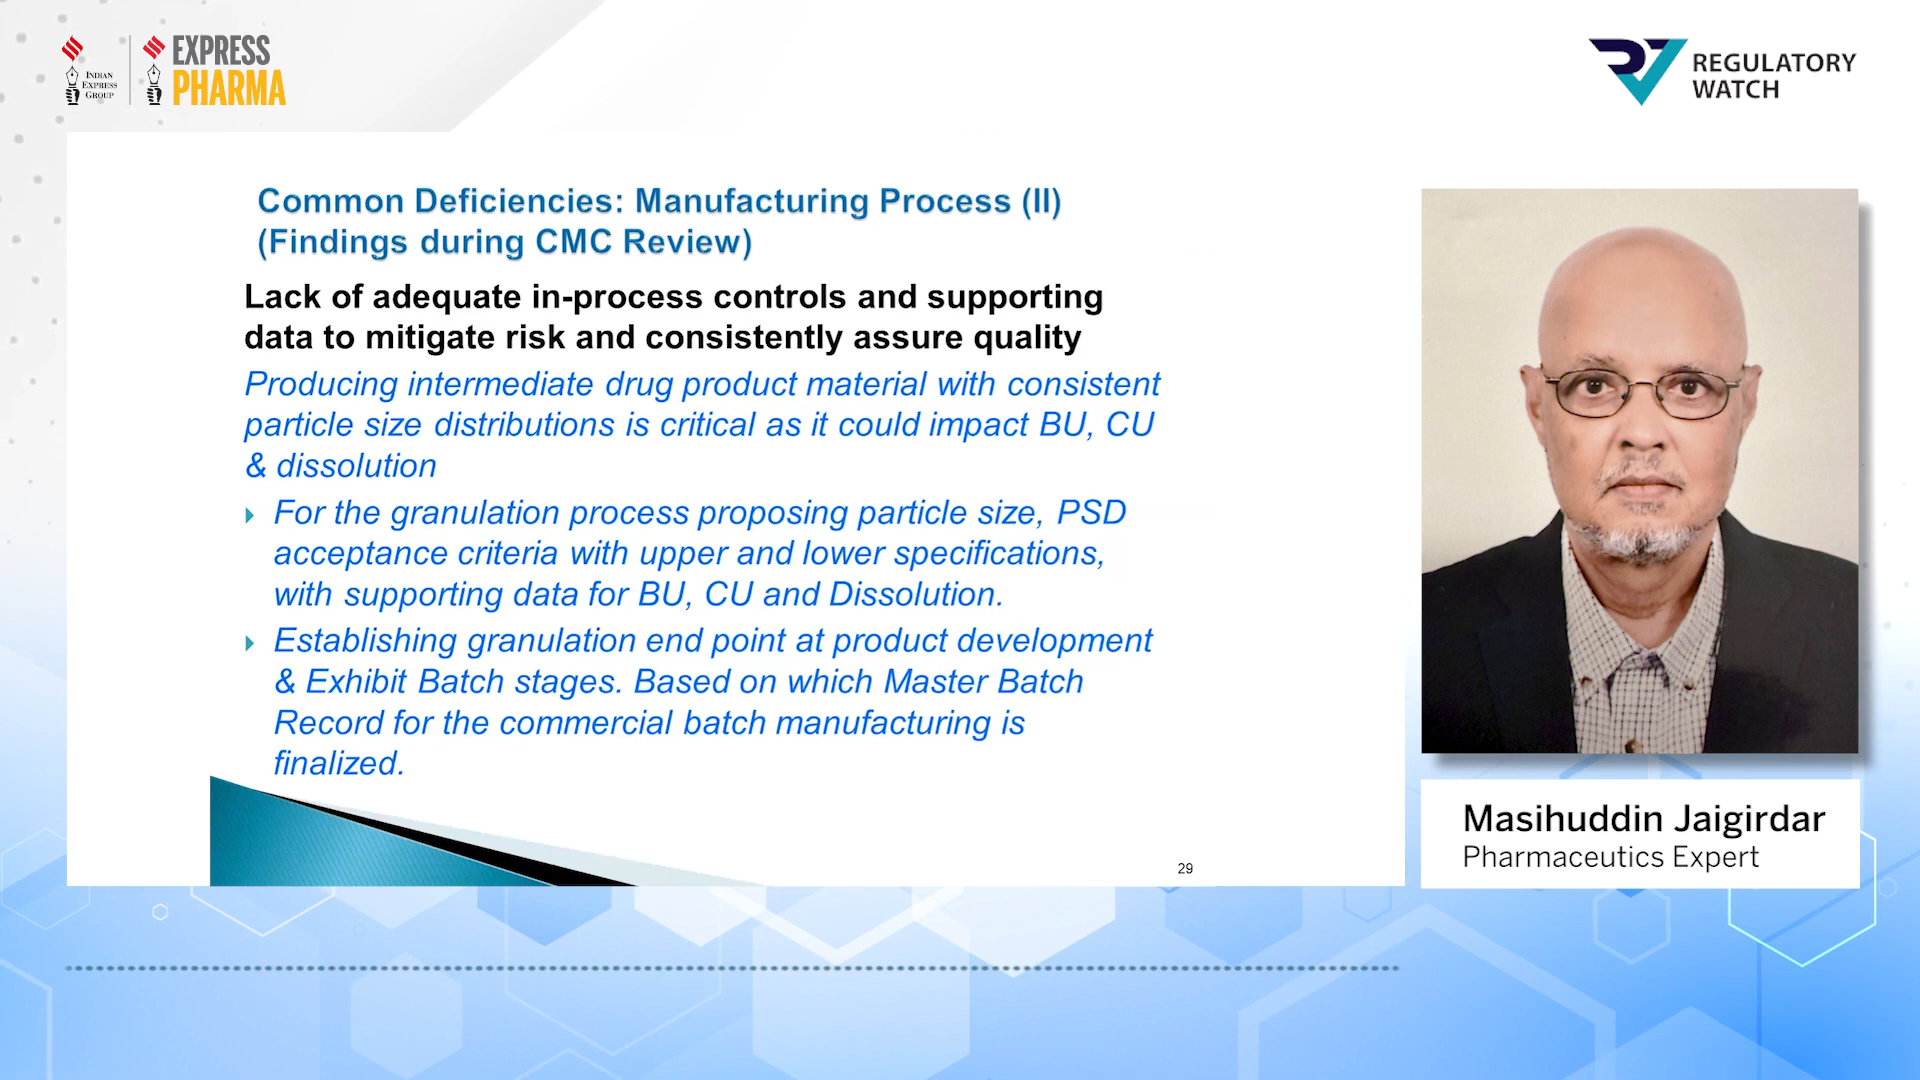 INDIAN
EXPRESS
GROUP
EXPRESS
PHARMA
REGULATORY
WATCH
Common Deficiencies: Manufacturing Process (II)
(Findings during CMC Review)
Lack of adequate in-process controls and supporting
data to mitigate risk and consistently assure quality
Producing intermediate drug product material with consistent
particle size distributions is critical as it could impact BU, CU
& dissolution
For the granulation process proposing particle size, PSD
acceptance criteria with upper and lower specifications,
with supporting data for BU, CU and Dissolution.
Establishing granulation end point at product development
& Exhibit Batch stages. Based on which Master Batch
Record for the commercial batch manufacturing is
finalized.
29
Masihuddin Jaigirdar
Pharmaceutics Expert